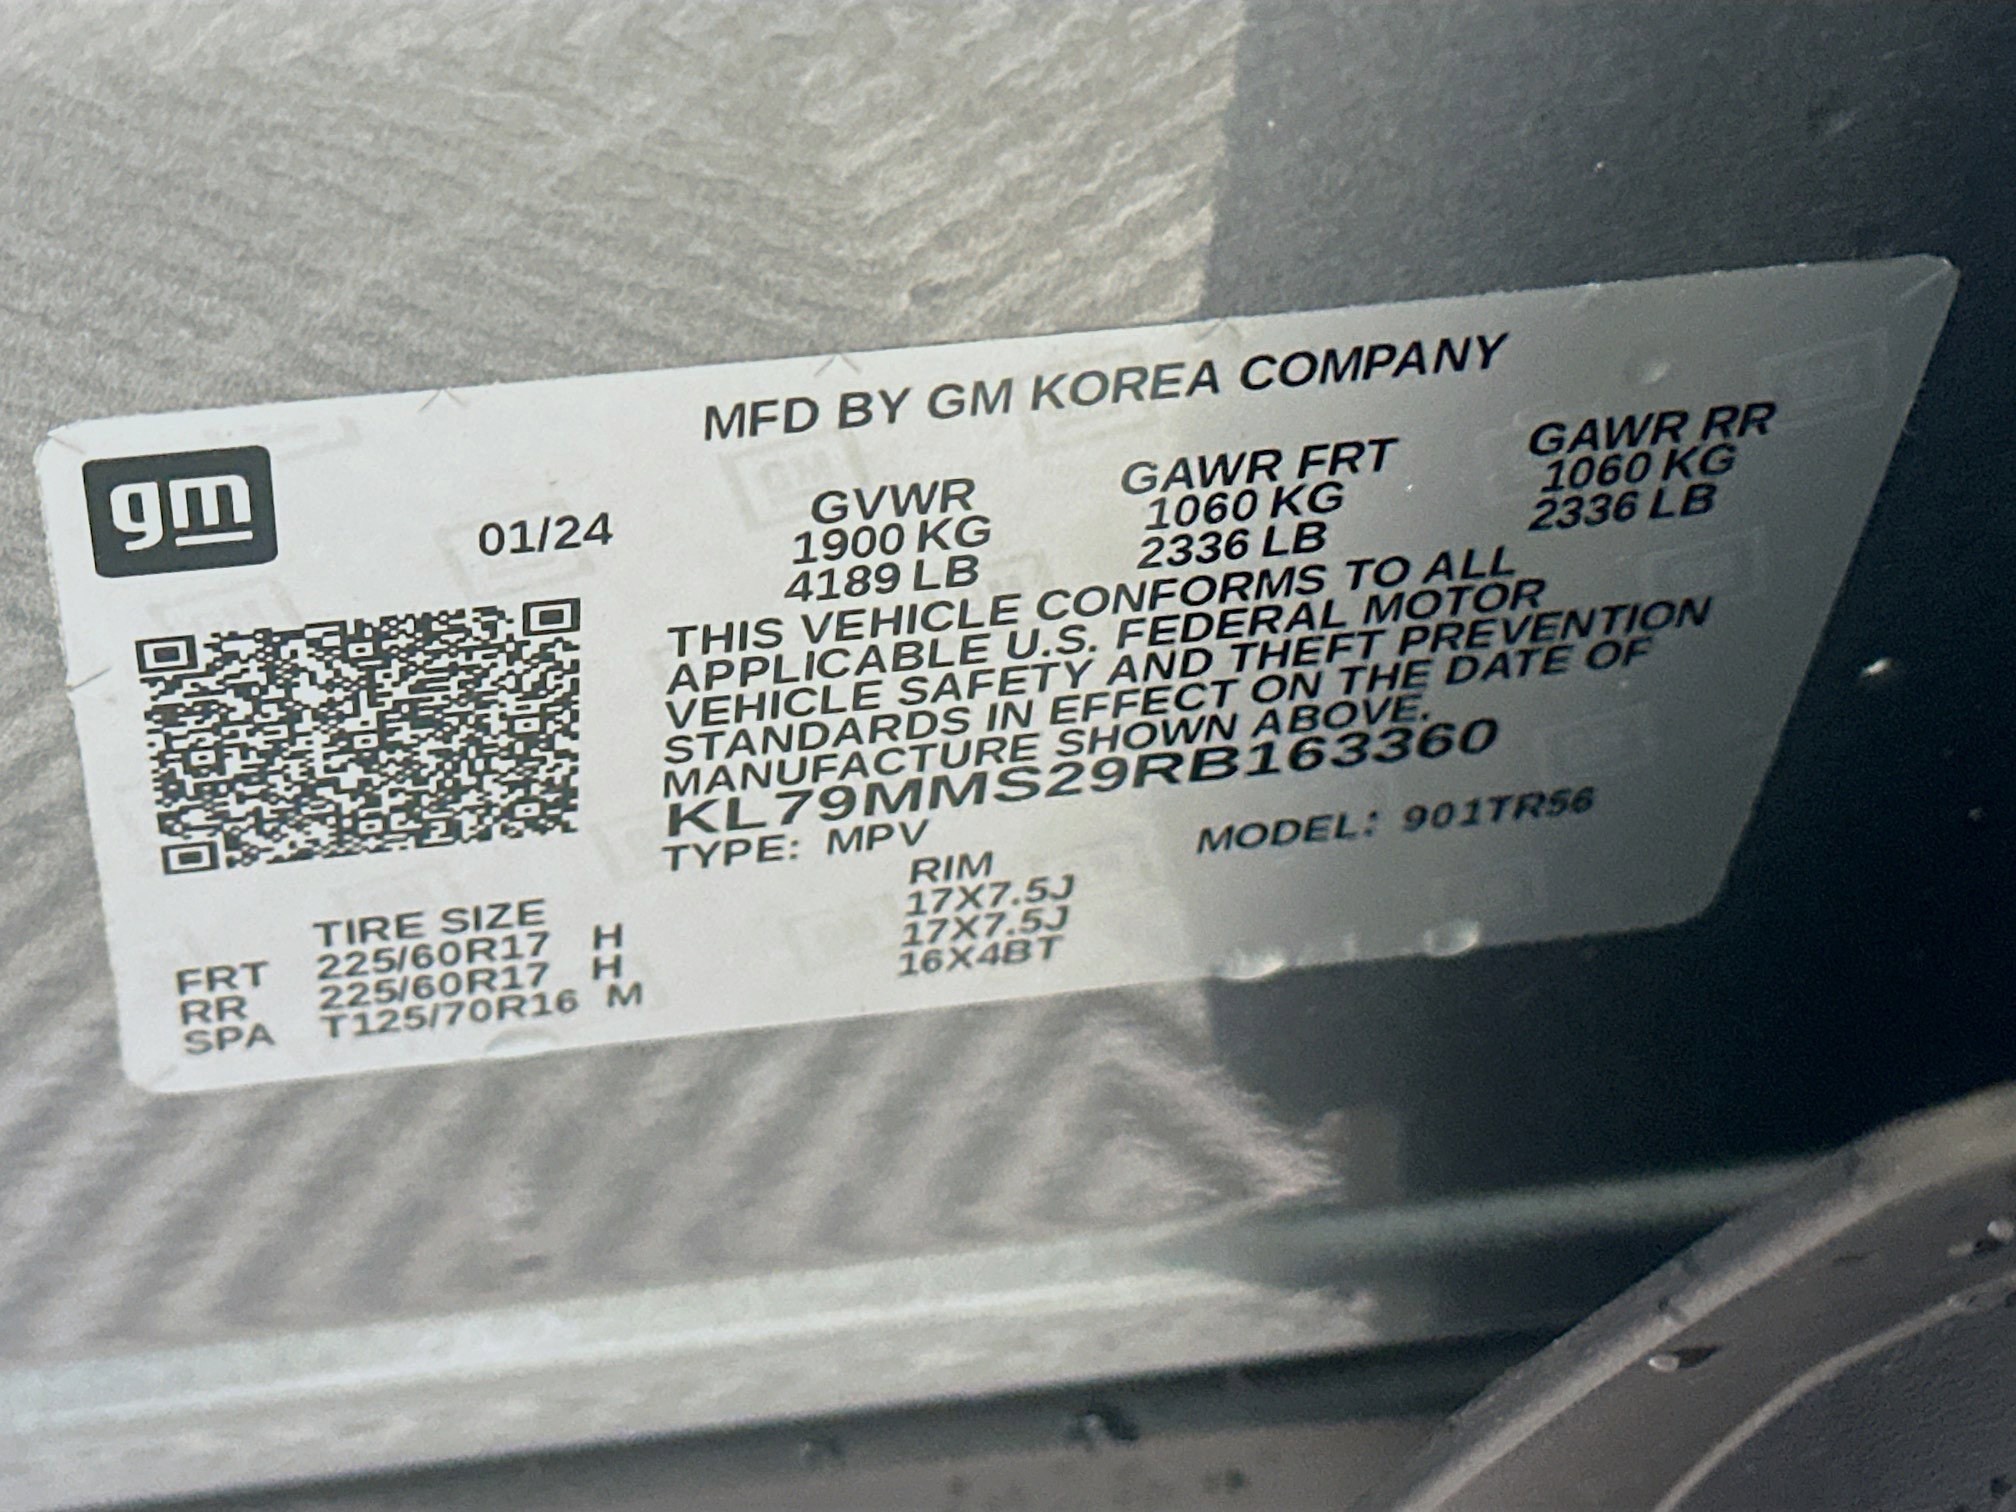 MFD BY GM KOREA COMPANY
gm
01/24
GVWR GAWR FRT GAWR RR
1900 KG 1060 KG 1060 KG
4189 LB 2336 LB 2336 LB
THIS VEHICLE CONFORMS TO ALL
APPLICABLE U.S. FEDERAL MOTOR
VEHICLE SAFETY AND THEFT PREVENTION
STANDARDS IN EFFECT ON THE DATE OF
MANUFACTURE SHOWN ABOVE.
KL79MMS29RB163360
TYPE: MPV MODEL: 901TR56
TIRE SIZE RIM
FRT 225/60R17 H 17X7.5J
RR 225/60R17 H 17X7.5J
SPA T125/70R16 M 16X4BT